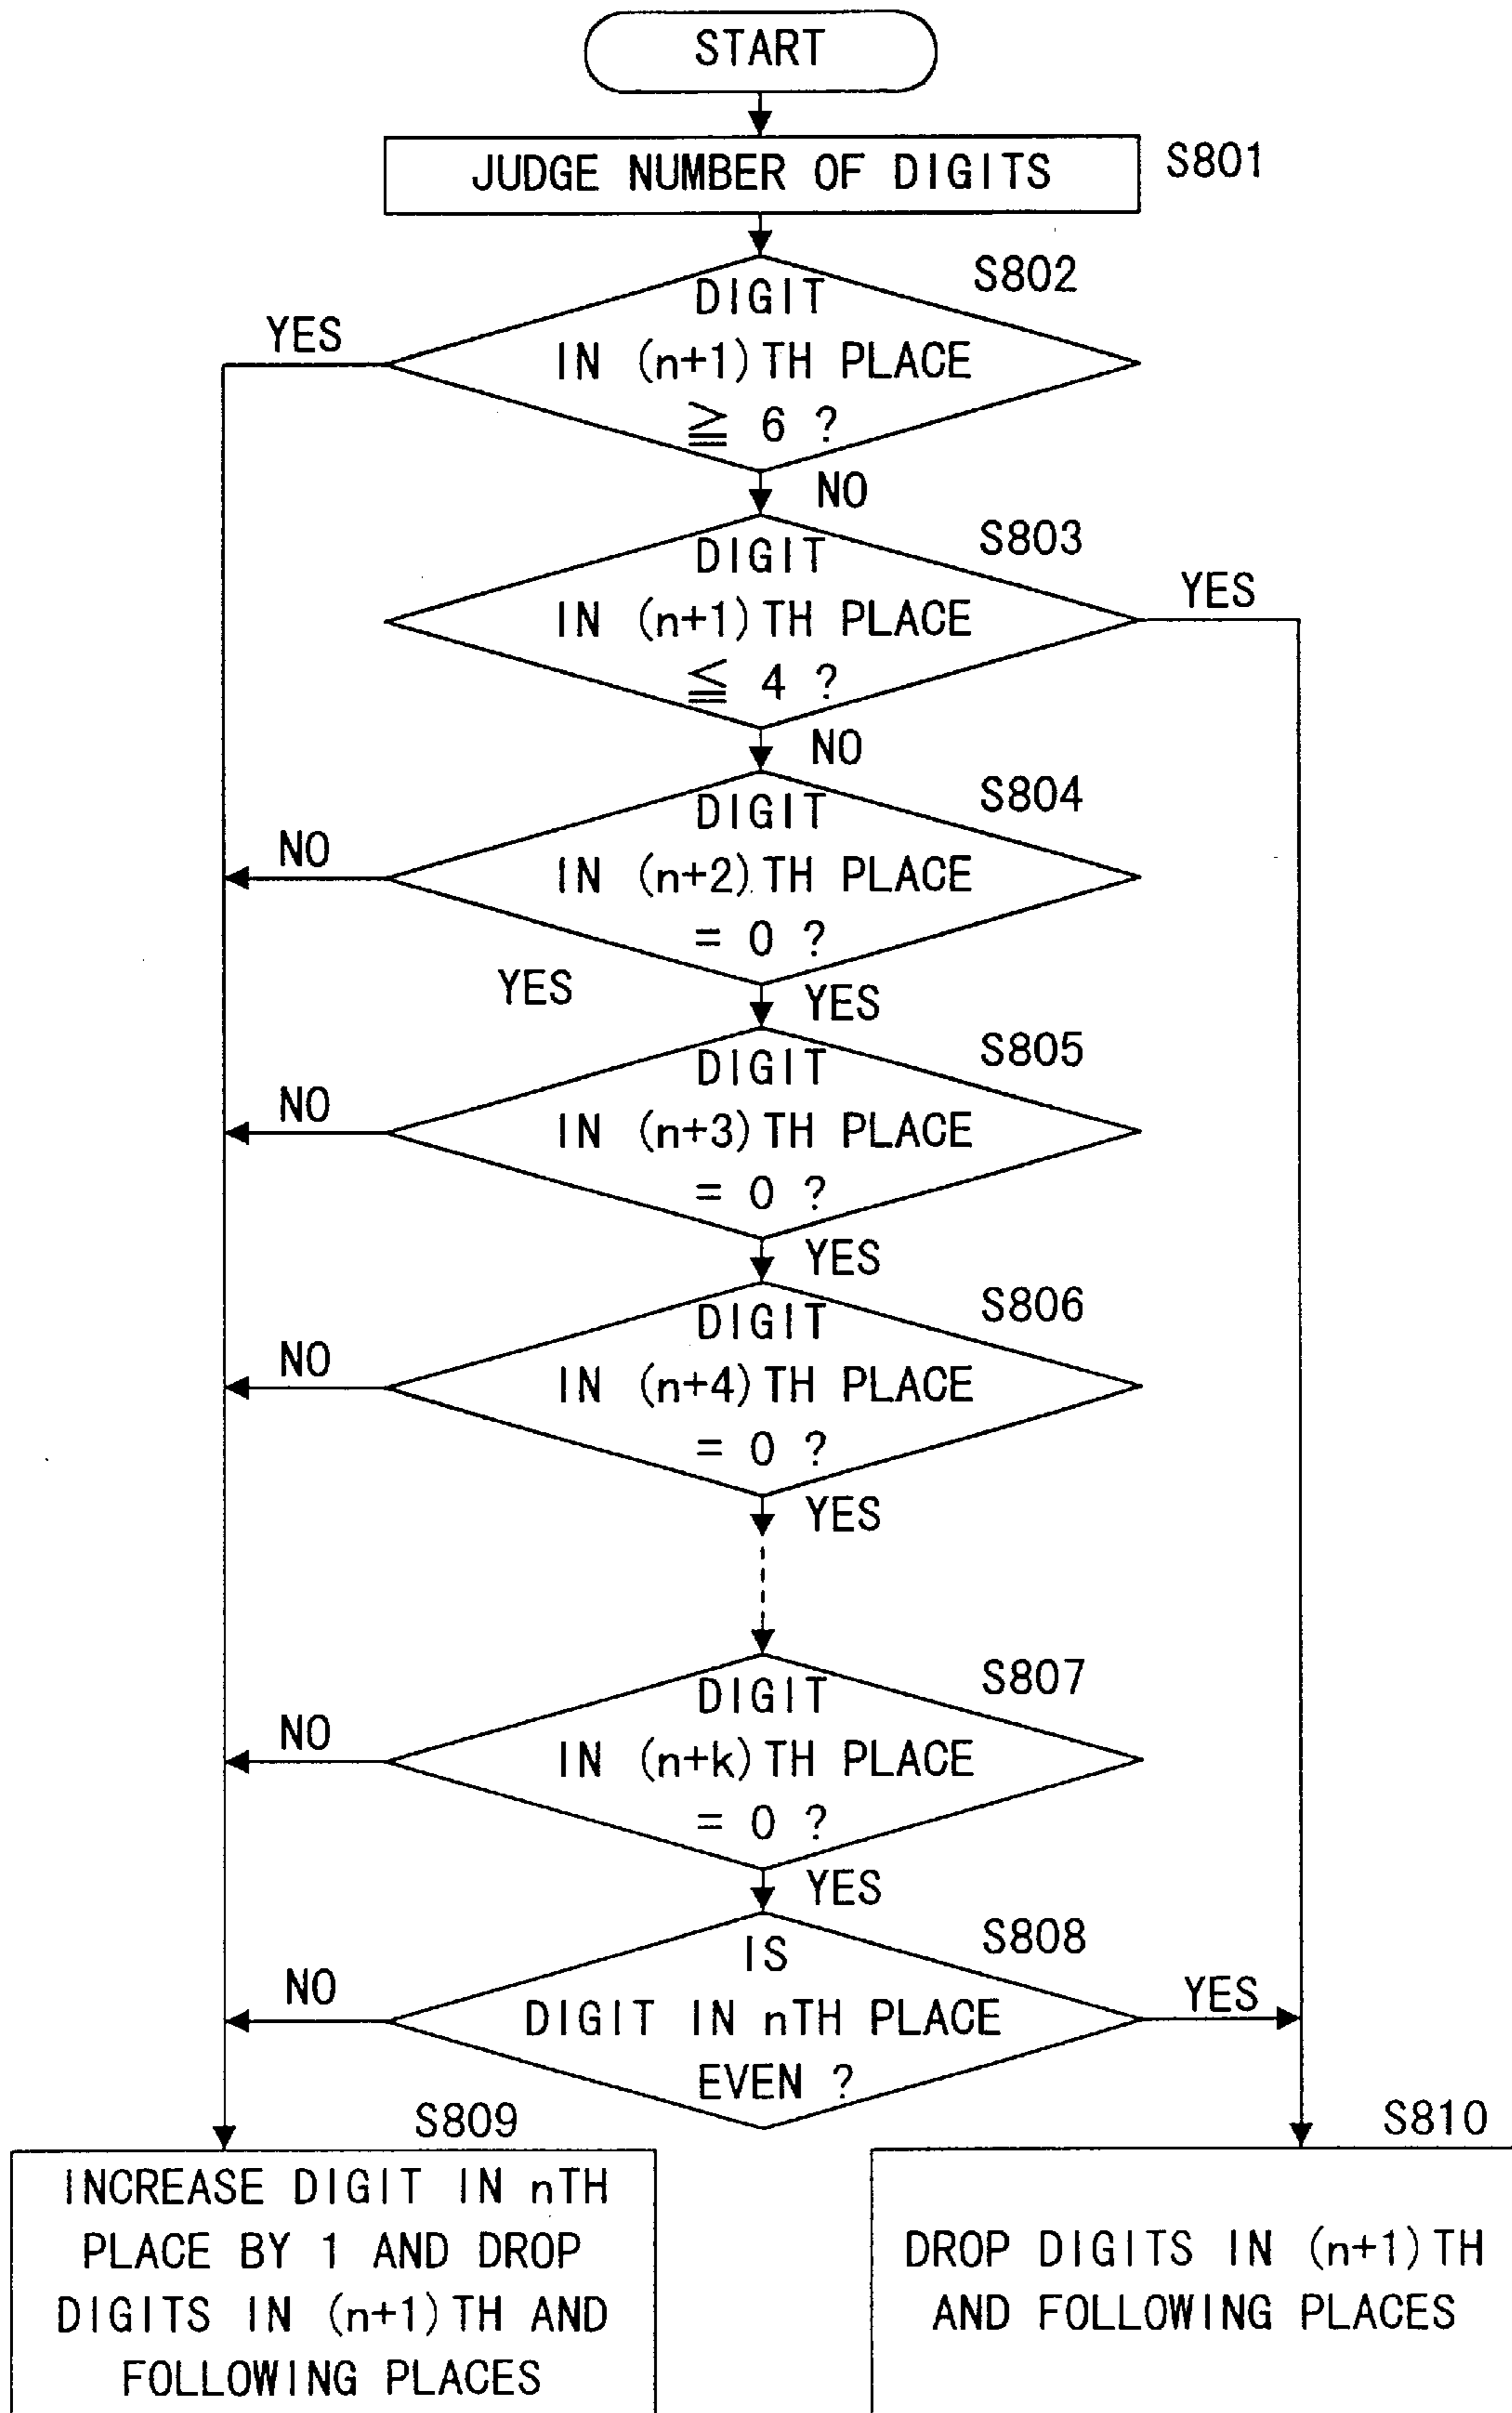 START
JUDGE NUMBER OF DIGITS
S801
S802
DIGIT
IN (n+1)TH PLACE
≧ 6 ?
YES
NO
S803
DIGIT
IN (n+1)TH PLACE
≦ 4 ?
YES
NO
S804
DIGIT
IN (n+2)TH PLACE
= 0 ?
NO
YES
YES
S805
DIGIT
IN (n+3)TH PLACE
= 0 ?
NO
YES
S806
DIGIT
IN (n+4)TH PLACE
= 0 ?
NO
YES
S807
DIGIT
IN (n+k)TH PLACE
= 0 ?
NO
YES
S808
IS
DIGIT IN nTH PLACE
EVEN ?
NO
YES
S809
INCREASE DIGIT IN nTH
PLACE BY 1 AND DROP
DIGITS IN (n+1)TH AND
FOLLOWING PLACES
S810
DROP DIGITS IN (n+1)TH
AND FOLLOWING PLACES